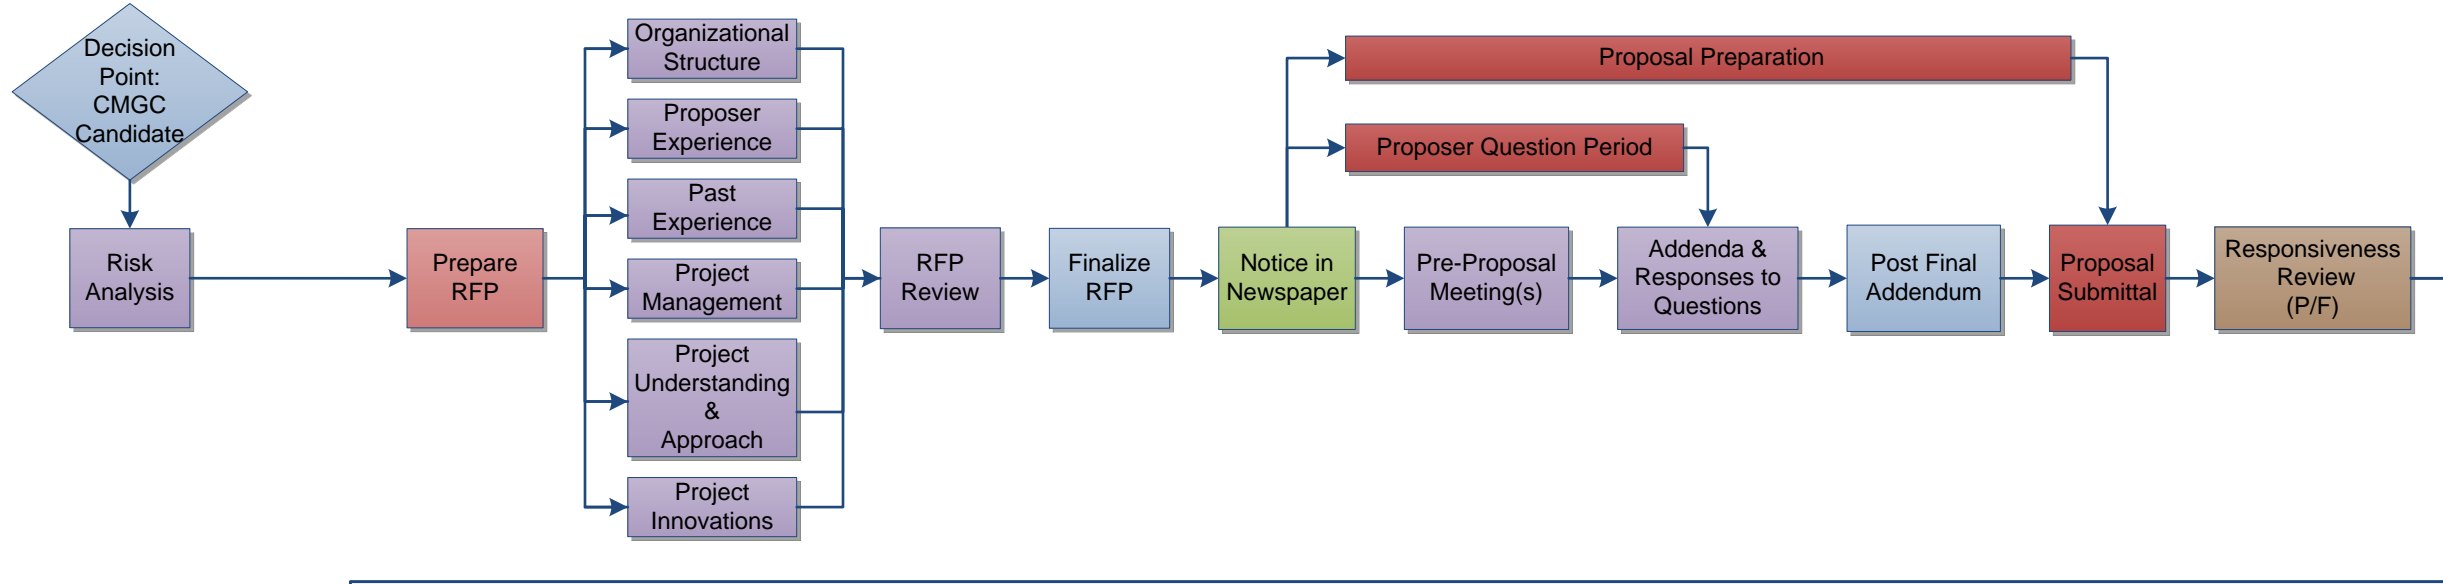 Decision
Point:
CMGC
Candidate
Risk
Analysis
Prepare
RFP
Organizational
Structure
Proposer
Experience
Past
Experience
Project
Management
Project
Understanding
&
Approach
Project
Innovations
RFP
Review
Finalize
RFP
Notice in
Newspaper
Proposal Preparation
Proposer Question Period
Pre-Proposal
Meeting(s)
Addenda &
Responses to
Questions
Post Final
Addendum
Proposal
Submittal
Responsiveness
Review
(P/F)